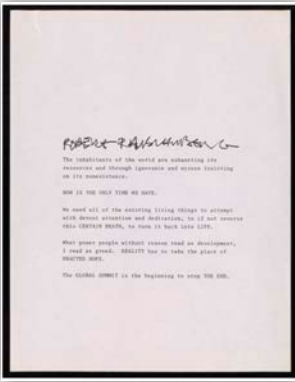 ROBERT RAUSCHENBERG
The inhabitants of the world are exhausting its
resources and through ignorance and misuse insisting
on its nonexistence.
NOW IS THE ONLY TIME WE HAVE.
We need all of the existing living things to attempt
with devout attention and dedication, to if not reverse
this CERTAIN DEATH, to turn it back into LIFE.
What power people without reason read as development,
I read as greed. REALITY has to take the place of
ENACTED HOPE.
The GLOBAL SUMMIT is the beginning to stop THE END.